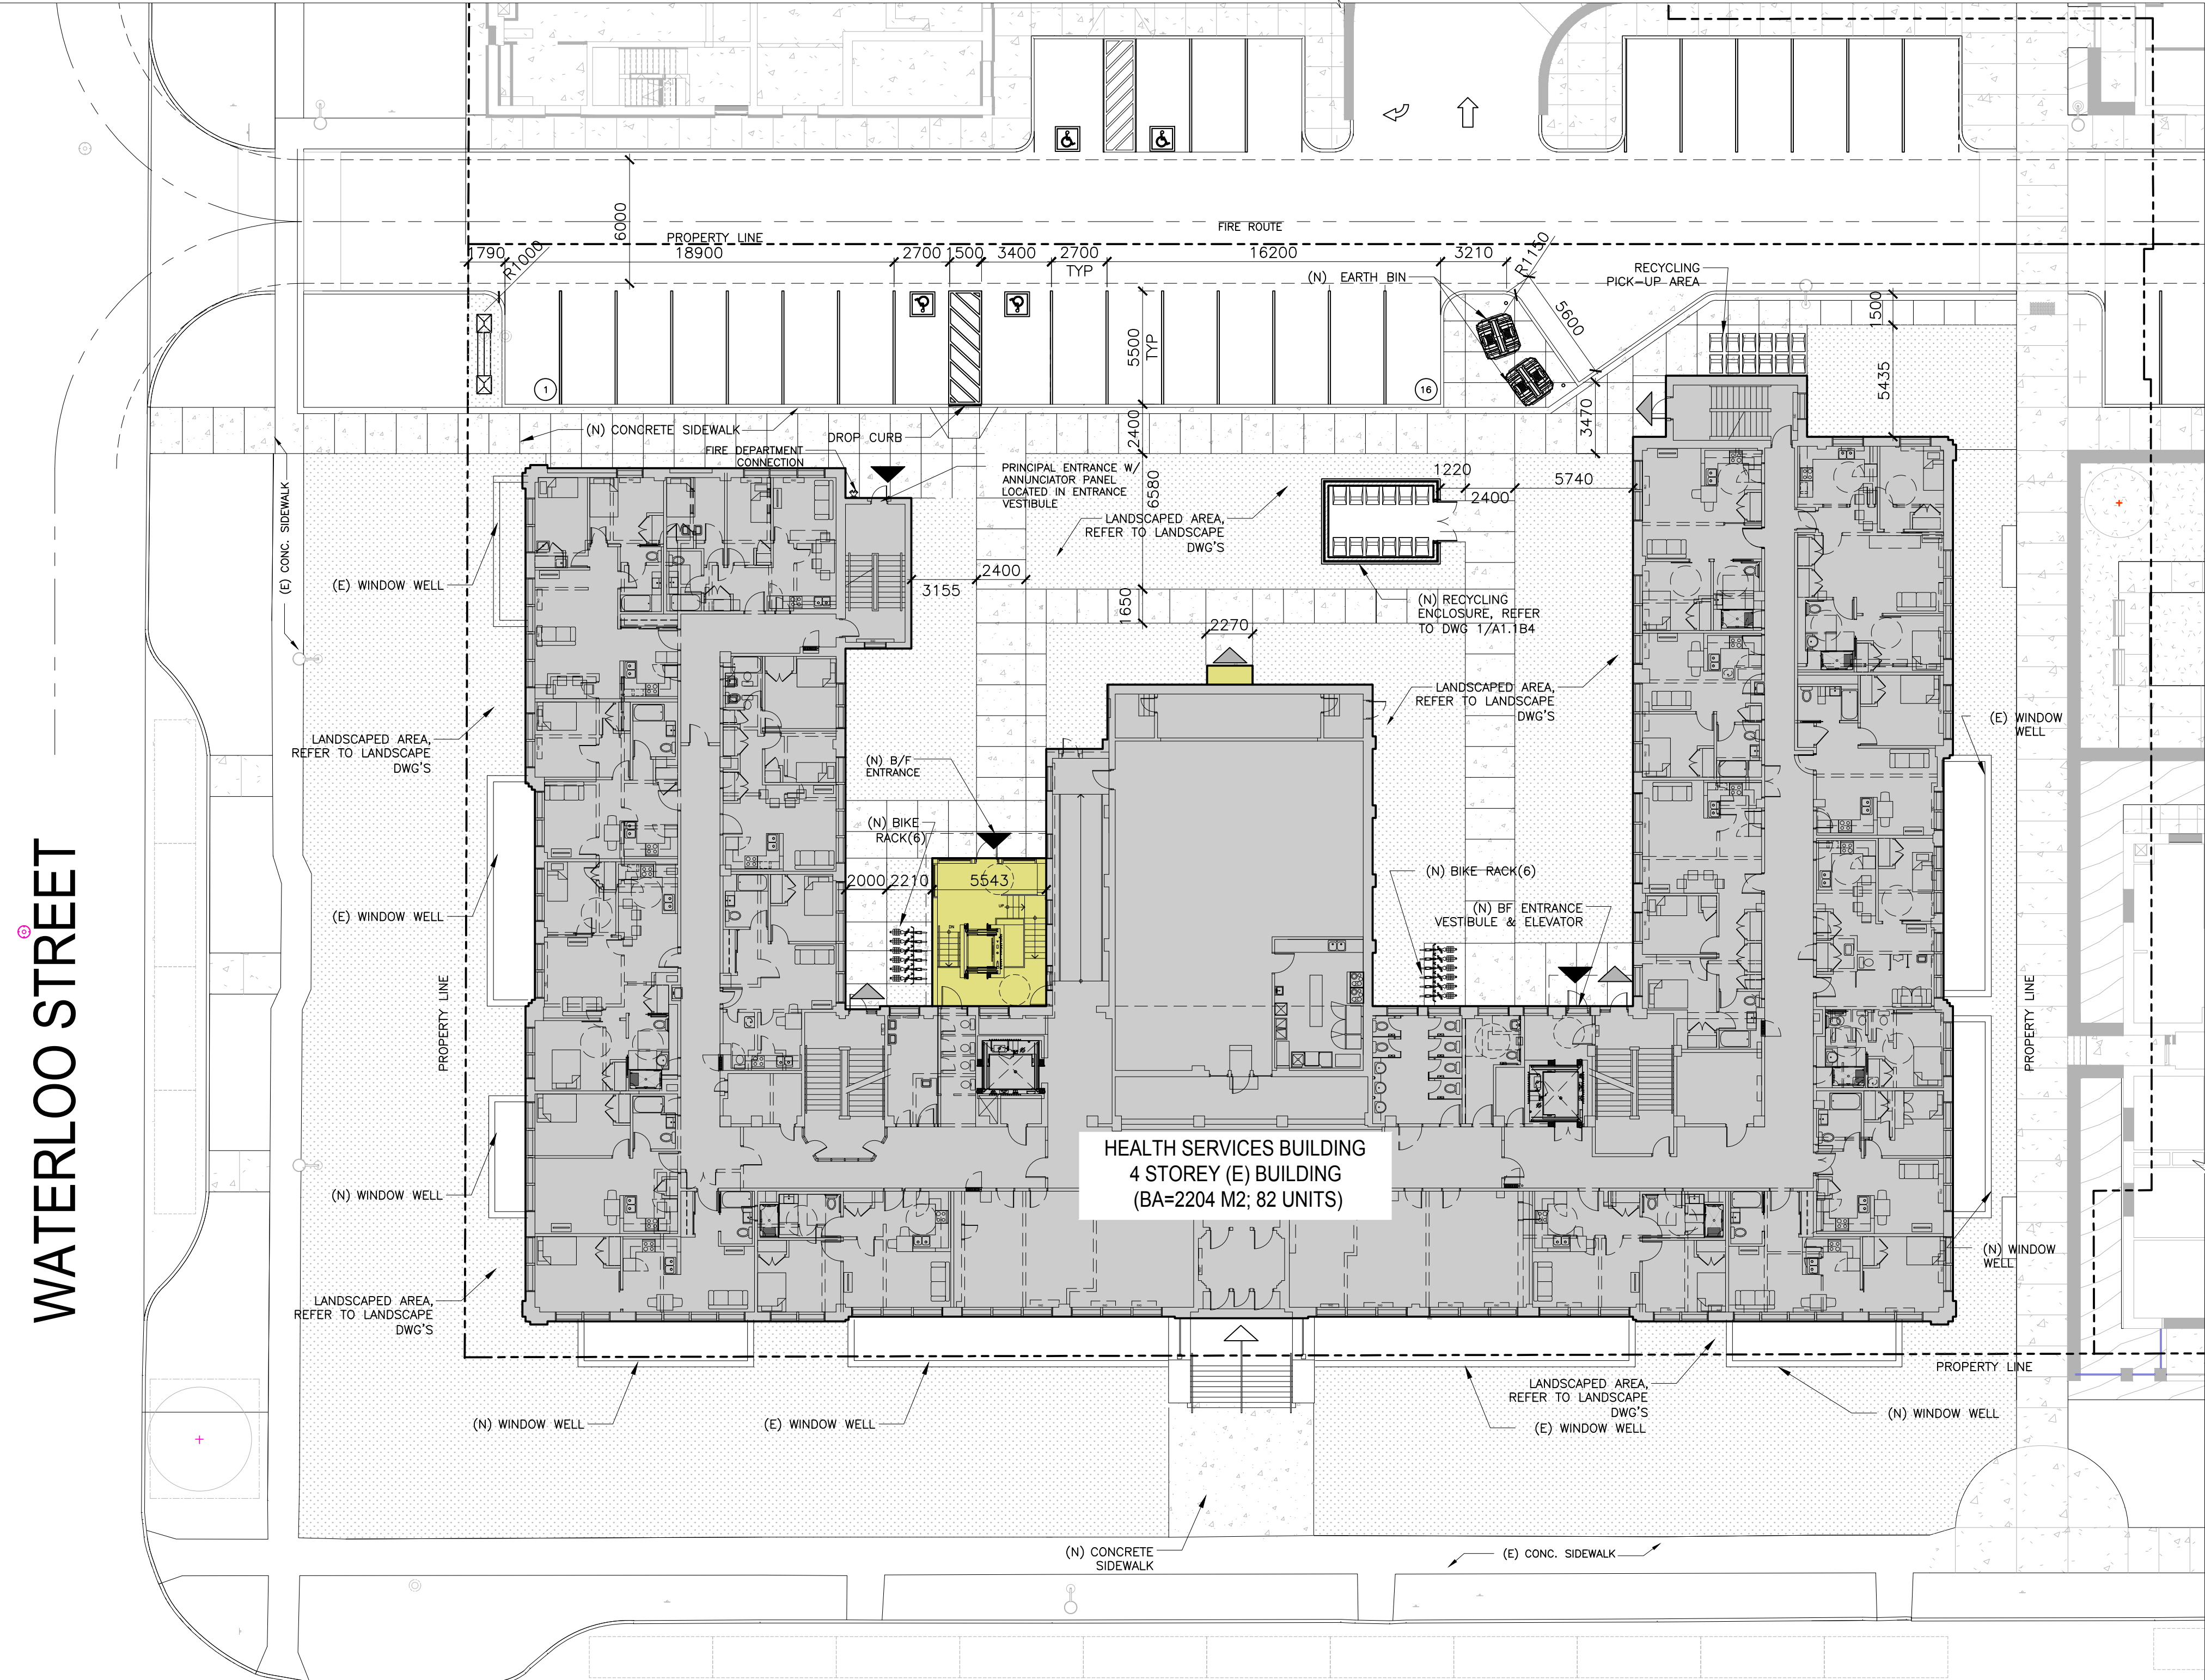 FIRE ROUTE
6000
PROPERTY LINE
1790
R1000
18900
2700
1500
3400
2700
TYP
16200
3210
R1150
(N) EARTH BIN
RECYCLING
PICK-UP AREA
5600
1500
5500
TYP
5435
1
16
3470
(N) CONCRETE SIDEWALK
DROP CURB
2400
FIRE DEPARTMENT
CONNECTION
PRINCIPAL ENTRANCE W/
ANNUNCIATOR PANEL
LOCATED IN ENTRANCE
VESTIBULE
6580
1220
2400
5740
LANDSCAPED AREA,
REFER TO LANDSCAPE
DWG'S
(E) CONC. SIDEWALK
(E) WINDOW WELL
3155
2400
1650
(N) RECYCLING
ENCLOSURE, REFER
TO DWG 1/A1.1B4
2270
LANDSCAPED AREA,
REFER TO LANDSCAPE
DWG'S
LANDSCAPED AREA,
REFER TO LANDSCAPE
DWG'S
(E) WINDOW
WELL
(N) B/F
ENTRANCE
(N) BIKE
RACK(6)
2000
2210
5543
UP
DN
(N) BIKE RACK(6)
(N) BF ENTRANCE
VESTIBULE & ELEVATOR
(E) WINDOW WELL
WATERLOO STREET
PROPERTY LINE
PROPERTY LINE
HEALTH SERVICES BUILDING
4 STOREY (E) BUILDING
(BA=2204 M2; 82 UNITS)
(N) WINDOW WELL
(N) WINDOW
WELL
LANDSCAPED AREA,
REFER TO LANDSCAPE
DWG'S
PROPERTY LINE
LANDSCAPED AREA,
REFER TO LANDSCAPE
DWG'S
(N) WINDOW WELL
(E) WINDOW WELL
(E) WINDOW WELL
(N) WINDOW WELL
(N) CONCRETE
SIDEWALK
(E) CONC. SIDEWALK